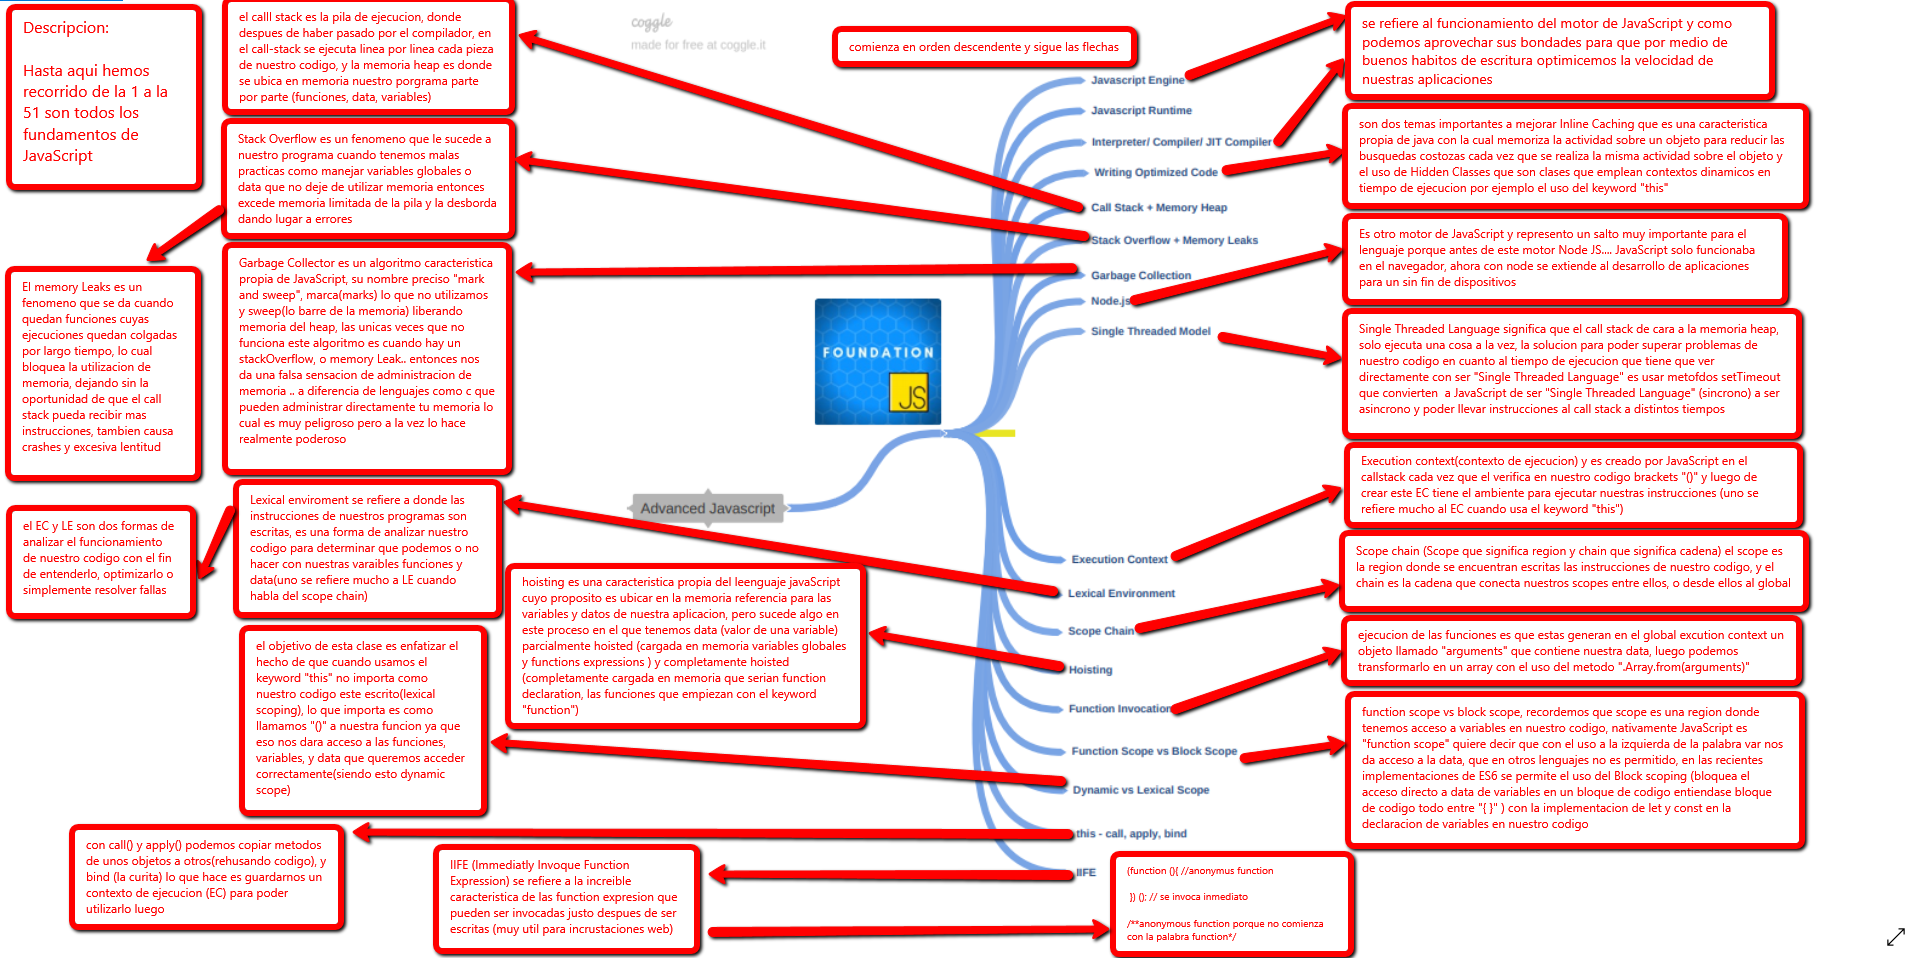 Descripcion:
Hasta aqui hemos
recorrido de la 1 a la
51 son todos los
fundamentos de
JavaScript
el calll stack es la pila de ejecucion, donde
despues de haber pasado por el compilador, en
el call-stack se ejecuta linea por linea cada pieza
de nuestro codigo, y la memoria heap es donde
se ubica en memoria nuestro porgrama parte
por parte (funciones, data, variables)
coggle
made for free at coggle.it
comienza en orden descendente y sigue las flechas
se refiere al funcionamiento del motor de JavaScript y como
podemos aprovechar sus bondades para que por medio de
buenos habitos de escritura optimicemos la velocidad de
nuestras aplicaciones
Javascript Engine
Javascript Runtime
Interpreter/ Compiler/ JIT Compiler
Writing Optimized Code
Call Stack + Memory Heap
Stack Overflow + Memory Leaks
Garbage Collection
Node.js
Single Threaded Model
son dos temas importantes a mejorar Inline Caching que es una caracteristica
propia de java con la cual memoriza la actividad sobre un objeto para reducir las
busquedas costozas cada vez que se realiza la misma actividad sobre el objeto y
el uso de Hidden Classes que son clases que emplean contextos dinamicos en
tiempo de ejecucion por ejemplo el uso del keyword "this"
Stack Overflow es un fenomeno que le sucede a
nuestro programa cuando tenemos malas
practicas como manejar variables globales o
data que no deje de utilizar memoria entonces
excede memoria limitada de la pila y la desborda
dando lugar a errores
Es otro motor de JavaScript y represento un salto muy importante para el
lenguaje porque antes de este motor Node JS.... JavaScript solo funcionaba
en el navegador, ahora con node se extiende al desarrollo de aplicaciones
para un sin fin de dispositivos
Garbage Collector es un algoritmo caracteristica
propia de JavaScript, su nombre preciso "mark
and sweep", marca(marks) lo que no utilizamos
y sweep(lo barre de la memoria) liberando
memoria del heap, las unicas veces que no
funciona este algoritmo es cuando hay un
stackOverflow, o memory Leak.. entonces nos
da una falsa sensacion de administracion de
memoria .. a diferencia de lenguajes como c que
pueden administrar directamente tu memoria lo
cual es muy peligroso pero a la vez lo hace
realmente poderoso
El memory Leaks es un
fenomeno que se da cuando
quedan funciones cuyas
ejecuciones quedan colgadas
por largo tiempo, lo cual
bloquea la utilizacion de
memoria, dejando sin la
oportunidad de que el call
stack pueda recibir mas
instrucciones, tambien causa
crashes y excesiva lentitud
FOUNDATION
JS
Single Threaded Language significa que el call stack de cara a la memoria heap,
solo ejecuta una cosa a la vez, la solucion para poder superar problemas de
nuestro codigo en cuanto al tiempo de ejecucion que tiene que ver
directamente con ser "Single Threaded Language" es usar metofdos setTimeout
que convierten a JavaScript de ser "Single Threaded Language" (sincrono) a ser
asincrono y poder llevar instrucciones al call stack a distintos tiempos
Advanced Javascript
Execution context(contexto de ejecucion) y es creado por JavaScript en el
callstack cada vez que el verifica en nuestro codigo brackets "()" y luego de
crear este EC tiene el ambiente para ejecutar nuestras instrucciones (uno se
refiere mucho al EC cuando usa el keyword "this")
Lexical enviroment se refiere a donde las
instrucciones de nuestros programas son
escritas, es una forma de analizar nuestro
codigo para determinar que podemos o no
hacer con nuestras varaibles funciones y
data(uno se refiere mucho a LE cuando
habla del scope chain)
el EC y LE son dos formas de
analizar el funcionamiento
de nuestro codigo con el fin
de entenderlo, optimizarlo o
simplemente resolver fallas
Execution Context
Lexical Environment
Scope Chain
Hoisting
Function Invocation
Function Scope vs Block Scope
Dynamic vs Lexical Scope
this - call, apply, bind
IIFE
Scope chain (Scope que significa region y chain que significa cadena) el scope es
la region donde se encuentran escritas las instrucciones de nuestro codigo, y el
chain es la cadena que conecta nuestros scopes entre ellos, o desde ellos al global
hoisting es una caracteristica propia del leenguaje javaScript
cuyo proposito es ubicar en la memoria referencia para las
variables y datos de nuestra aplicacion, pero sucede algo en
este proceso en el que tenemos data (valor de una variable)
parcialmente hoisted (cargada en memoria variables globales
y functions expressions ) y completamente hoisted
(completamente cargada en memoria que serian function
declaration, las funciones que empiezan con el keyword
"function")
ejecucion de las funciones es que estas generan en el global excution context un
objeto llamado "arguments" que contiene nuestra data, luego podemos
transformarlo en un array con el uso del metodo ".Array.from(arguments)"
el objetivo de esta clase es enfatizar el
hecho de que cuando usamos el
keyword "this" no importa como
nuestro codigo este escrito(lexical
scoping), lo que importa es como
llamamos "()" a nuestra funcion ya que
eso nos dara acceso a las funciones,
variables, y data que queremos acceder
correctamente(siendo esto dynamic
scope)
function scope vs block scope, recordemos que scope es una region donde
tenemos acceso a variables en nuestro codigo, nativamente JavaScript es
"function scope" quiere decir que con el uso a la izquierda de la palabra var nos
da acceso a la data, que en otros lenguajes no es permitido, en las recientes
implementaciones de ES6 se permite el uso del Block scoping (bloquea el
acceso directo a data de variables en un bloque de codigo entiendase bloque
de codigo todo entre "{ }" ) con la implementacion de let y const en la
declaracion de variables en nuestro codigo
con call() y apply() podemos copiar metodos
de unos objetos a otros(rehusando codigo), y
bind (la curita) lo que hace es guardarnos un
contexto de ejecucion (EC) para poder
utilizarlo luego
IIFE (Immediatly Invoque Function
Expression) se refiere a la increible
caracteristica de las function expresion que
pueden ser invocadas justo despues de ser
escritas (muy util para incrustaciones web)
(function (){ //anonymus function
}) (); // se invoca inmediato
/**anonymous function porque no comienza
con la palabra function*/